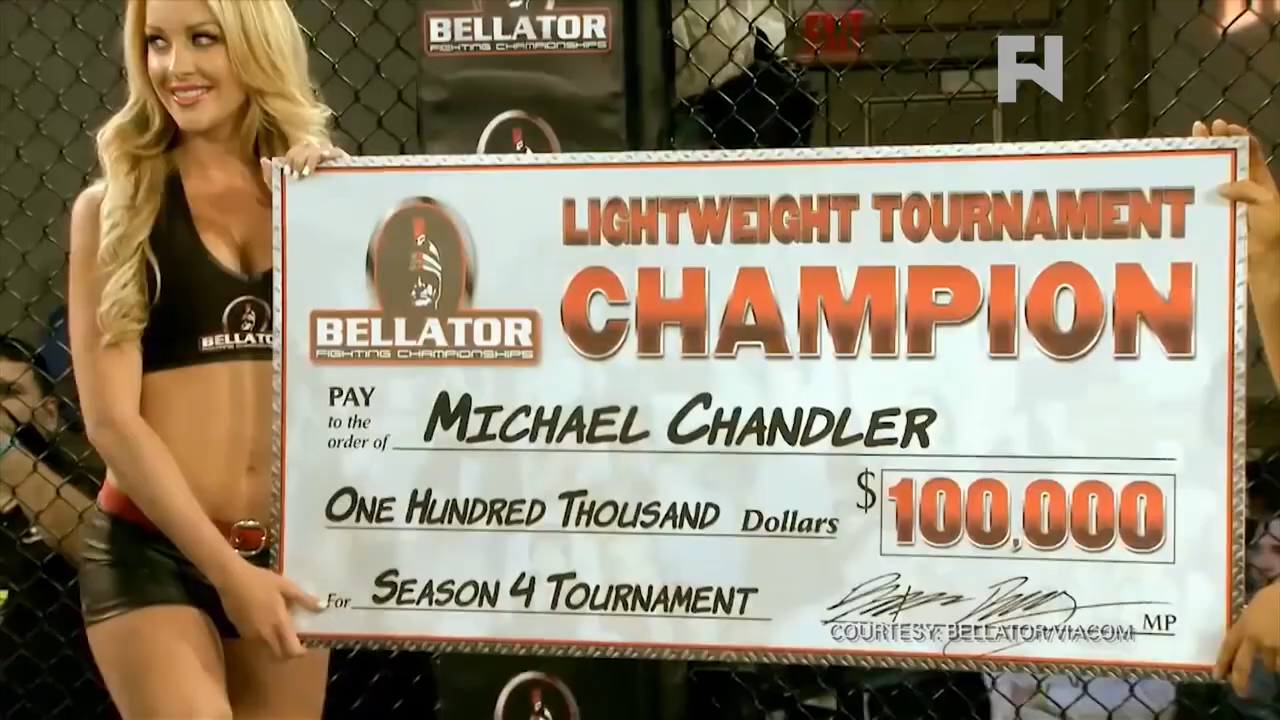 BELLATOR
FIGHTING CHAMPIONSHIPS
EXIT
FN
BELLATOR
LIGHTWEIGHT TOURNAMENT
CHAMPION
BELLATOR
FIGHTING CHAMPIONSHIPS
PAY
to the
order of MICHAEL CHANDLER
ONE HUNDRED THOUSAND Dollars $100,000
For SEASON 4 TOURNAMENT
MP
COURTESY: BELLATOR/VIACOM